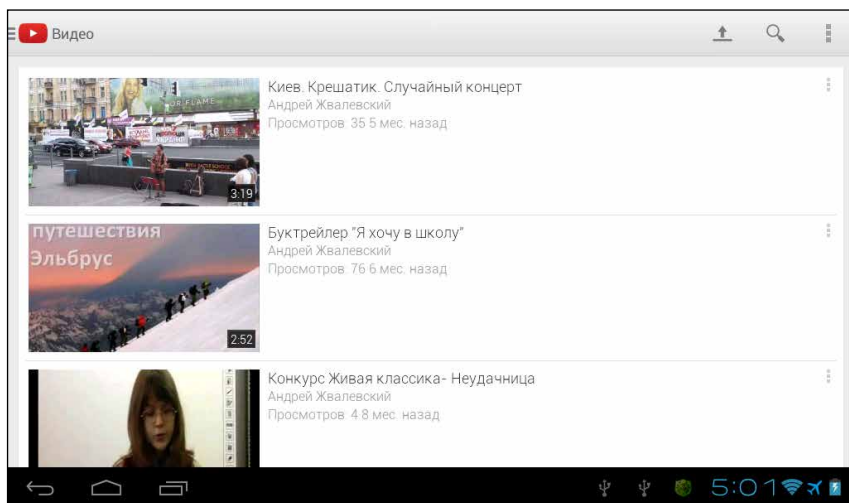 Видео
Киев. Крешатик. Случайный концерт
Андрей Жвалевский
Просмотров: 35 5 мес. назад
OR FLAME
3:19
путешествия
Эльбрус
Буктрейлер "Я хочу в школу"
Андрей Жвалевский
Просмотров: 76 6 мес. назад
2:52
Конкурс Живая классика- Неудачница
Андрей Жвалевский
Просмотров: 4 8 мес. назад
5:01